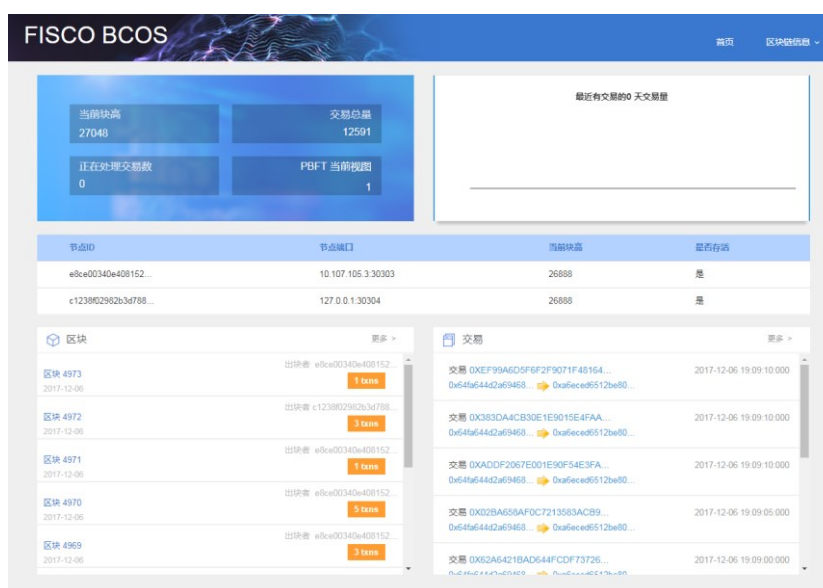 FISCO BCOS
首页 区块链信息
当前块高 交易总量
27048 12591
正在处理交易数 PBFT 当前视图
0 1
最近有交易的0 天交易量
节点ID 节点端口 当前块高 是否存活
e8ce00340e408152... 10.107.105.3:30303 26888 是
c1238f02982b3d788... 127.0.0.1:30304 26888 是
区块 更多 >
区块 4973 出块者 e8ce00340e408152...
2017-12-06 1 txns
区块 4972 出块者 c1238f02982b3d788...
2017-12-06 3 txns
区块 4971 出块者 e8ce00340e408152...
2017-12-06 1 txns
区块 4970 出块者 e8ce00340e408152...
2017-12-06 5 txns
区块 4969 出块者 e8ce00340e408152...
2017-12-06 3 txns
交易 更多 >
交易 0XEF99A6D5F6F2F9071F48164... 2017-12-06 19:09:10:000
0x64fa644d2a69468... 0xa6eced6512be80...
交易 0X383DA4CB30E1E9015E4FAA... 2017-12-06 19:09:10:000
0x64fa644d2a69468... 0xa6eced6512be80...
交易 0XADDF2067E001E90F54E3FA... 2017-12-06 19:09:10:000
0x64fa644d2a69468... 0xa6eced6512be80...
交易 0X02BA658AF0C7213583ACB9... 2017-12-06 19:09:05:000
0x64fa644d2a69468... 0xa6eced6512be80...
交易 0X62A6421BAD644FCDF73726... 2017-12-06 19:09:00:000